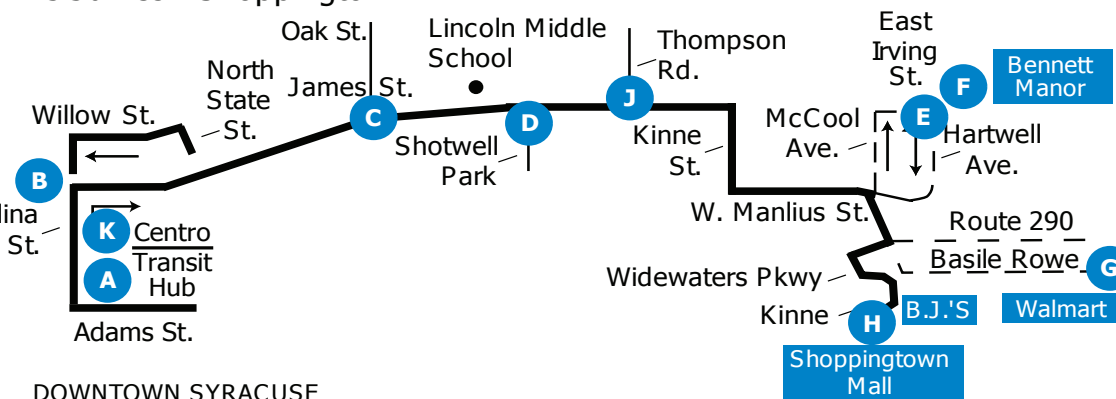 Oak St.
Lincoln Middle
School
Thompson
Rd.
East
Irving
St.
F
Bennett
Manor
North
State
St.
James St.
Willow St.
C
D
J
E
McCool
Ave.
Hartwell
Ave.
Shotwell
Park
Kinne
St.
B
St.
K
Centro
Transit
Hub
A
Adams St.
W. Manlius St.
Route 290
Basile Rowe
G
Widewaters Pkwy
Kinne
H
B.J.'S
Walmart
Shoppingtown
Mall
DOWNTOWN SYRACUSE